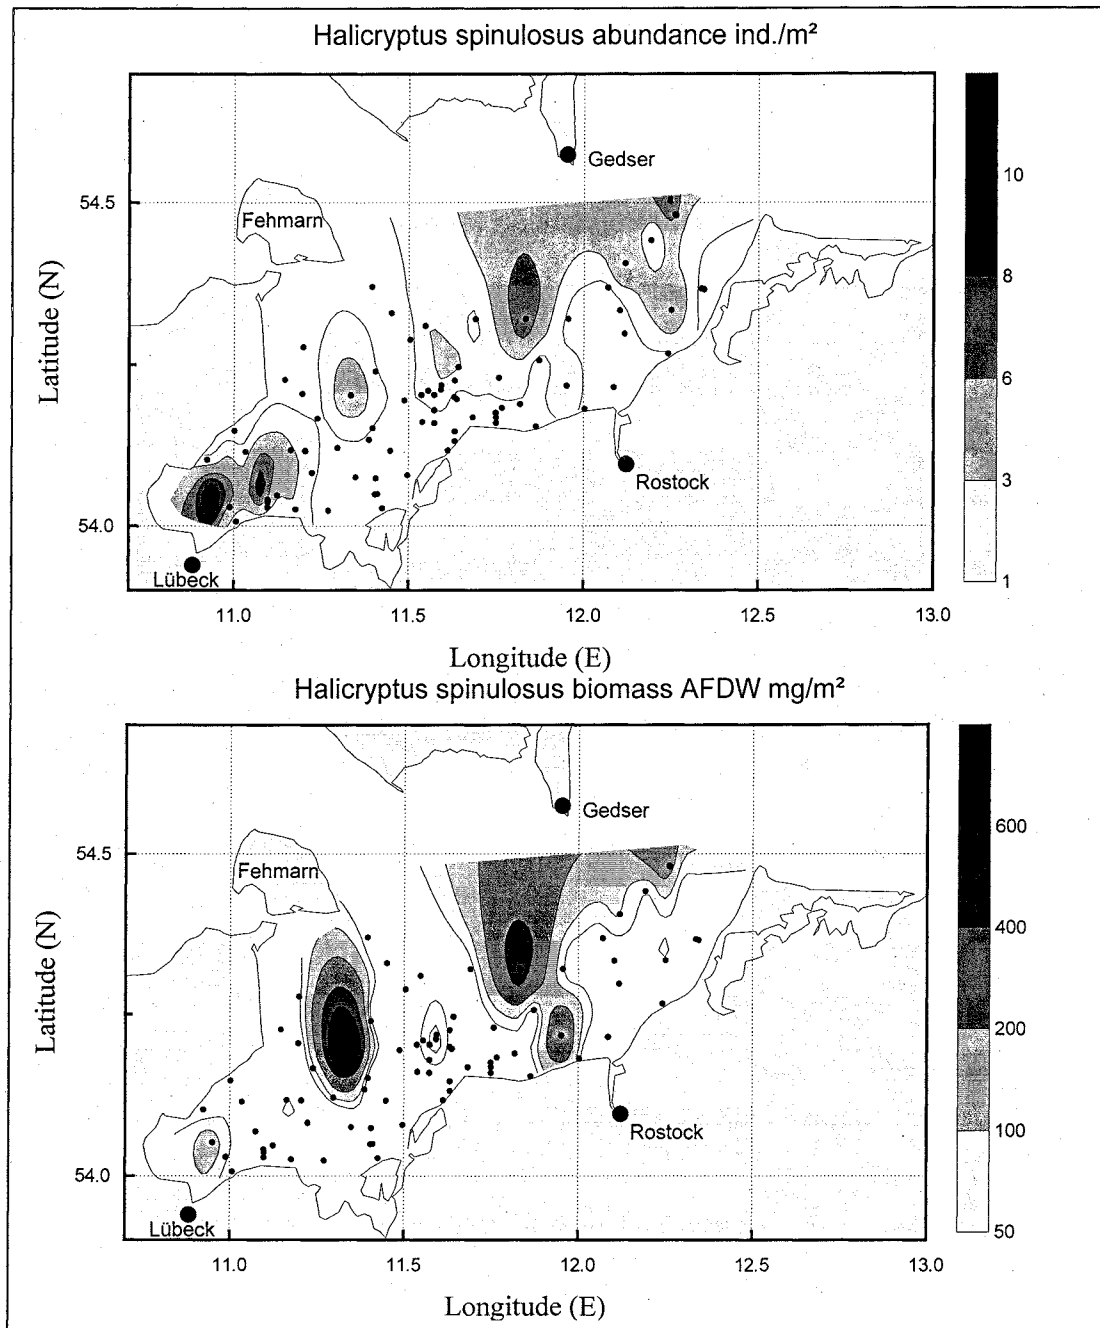 Halicryptus spinulosus abundance ind./m²
Gedser
Fehmarn
Rostock
Lübeck
Latitude (N)
54.5
54.0
11.0 11.5 12.0 12.5 13.0
Longitude (E)
10
8
6
3
1
Halicryptus spinulosus biomass AFDW mg/m²
Gedser
Fehmarn
Rostock
Lübeck
Latitude (N)
54.5
54.0
11.0 11.5 12.0 12.5 13.0
Longitude (E)
600
400
200
100
50